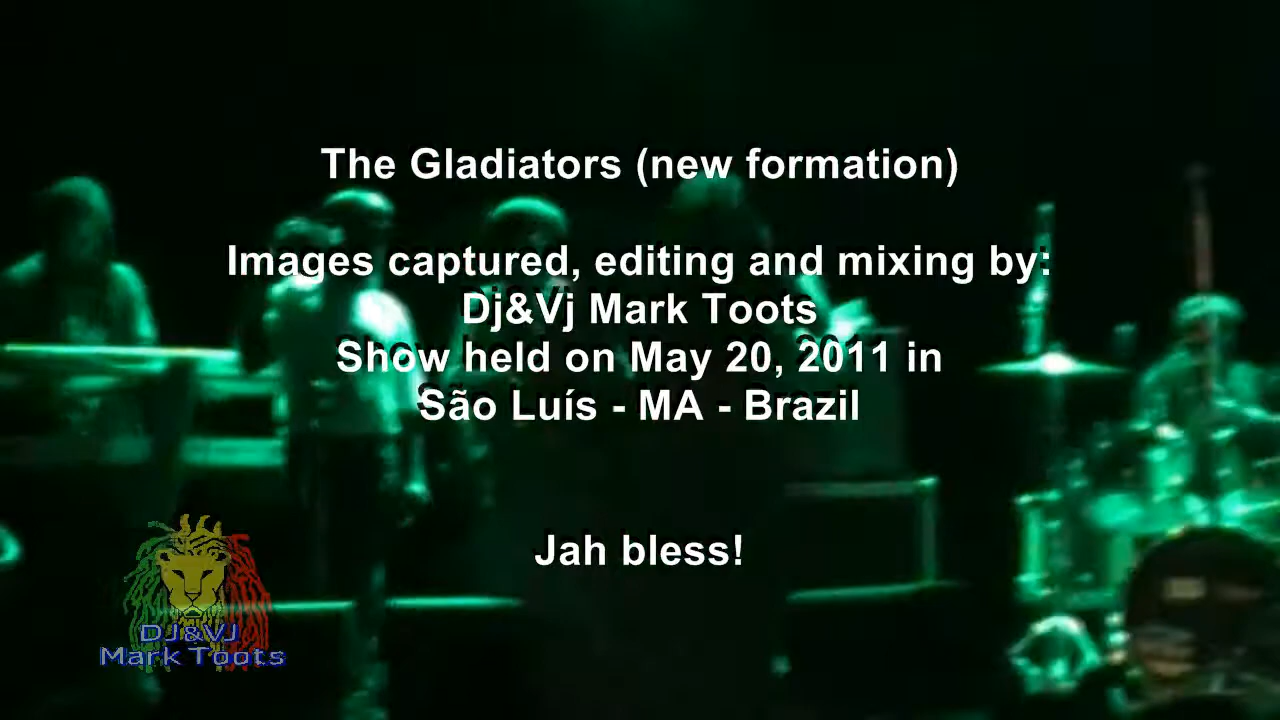 The Gladiators (new formation)
Images captured, editing and mixing by:
Dj&Vj Mark Toots
Show held on May 20, 2011 in
São Luís - MA - Brazil
Jah bless!
DJ&VJ
Mark Toots